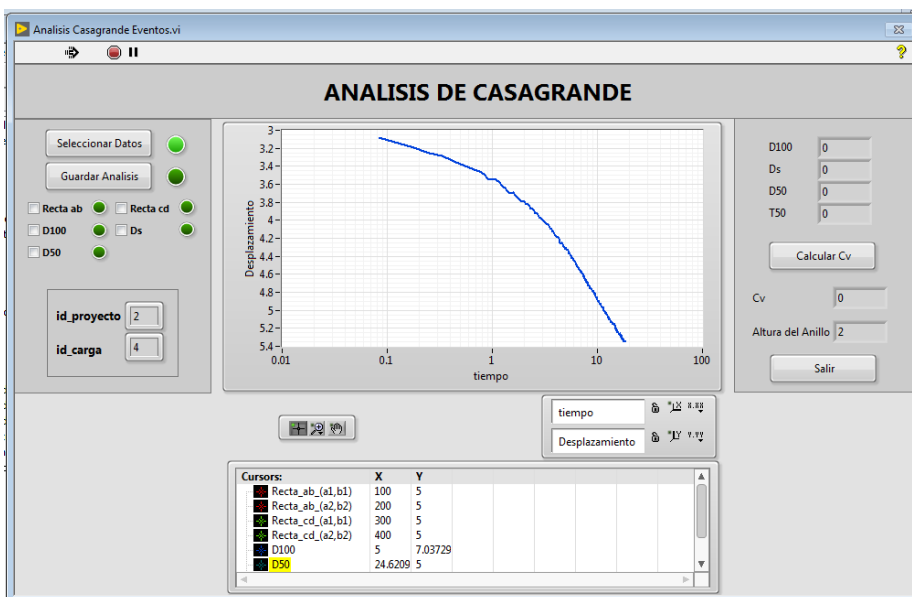 Analisis Casagrande Eventos.vi
ANALISIS DE CASAGRANDE
Seleccionar Datos
Guardar Analisis
Recta ab Recta cd
D100 Ds
D50
id_proyecto 2
id_carga 4
Desplazamiento
3
3.2
3.4
3.6
3.8
4
4.2
4.4
4.6
4.8
5
5.2
5.4
0.01 0.1 1 10 100
tiempo
D100 0
Ds 0
D50 0
T50 0
Calcular Cv
Cv 0
Altura del Anillo 2
Salir
tiempo
Desplazamiento
Cursors: X Y
Recta_ab_(a1,b1) 100 5
Recta_ab_(a2,b2) 200 5
Recta_cd_(a1,b1) 300 5
Recta_cd_(a2,b2) 400 5
D100 5 7.03729
D50 24.6209 5